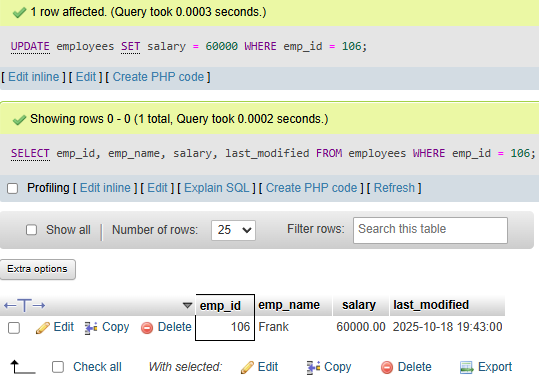 1 row affected. (Query took 0.0003 seconds.)
UPDATE employees SET salary = 60000 WHERE emp_id = 106;
[ Edit inline ] [ Edit ] [ Create PHP code ]
Showing rows 0 - 0 (1 total, Query took 0.0002 seconds.)
SELECT emp_id, emp_name, salary, last_modified FROM employees WHERE emp_id = 106;
Profiling [ Edit inline ] [ Edit ] [ Explain SQL ] [ Create PHP code ] [ Refresh ]
Show all | Number of rows: 25 Filter rows: Search this table
Extra options
←T→ emp_id emp_name salary last_modified
Edit Copy Delete 106 Frank 60000.00 2025-10-18 19:43:00
Check all With selected: Edit Copy Delete Export